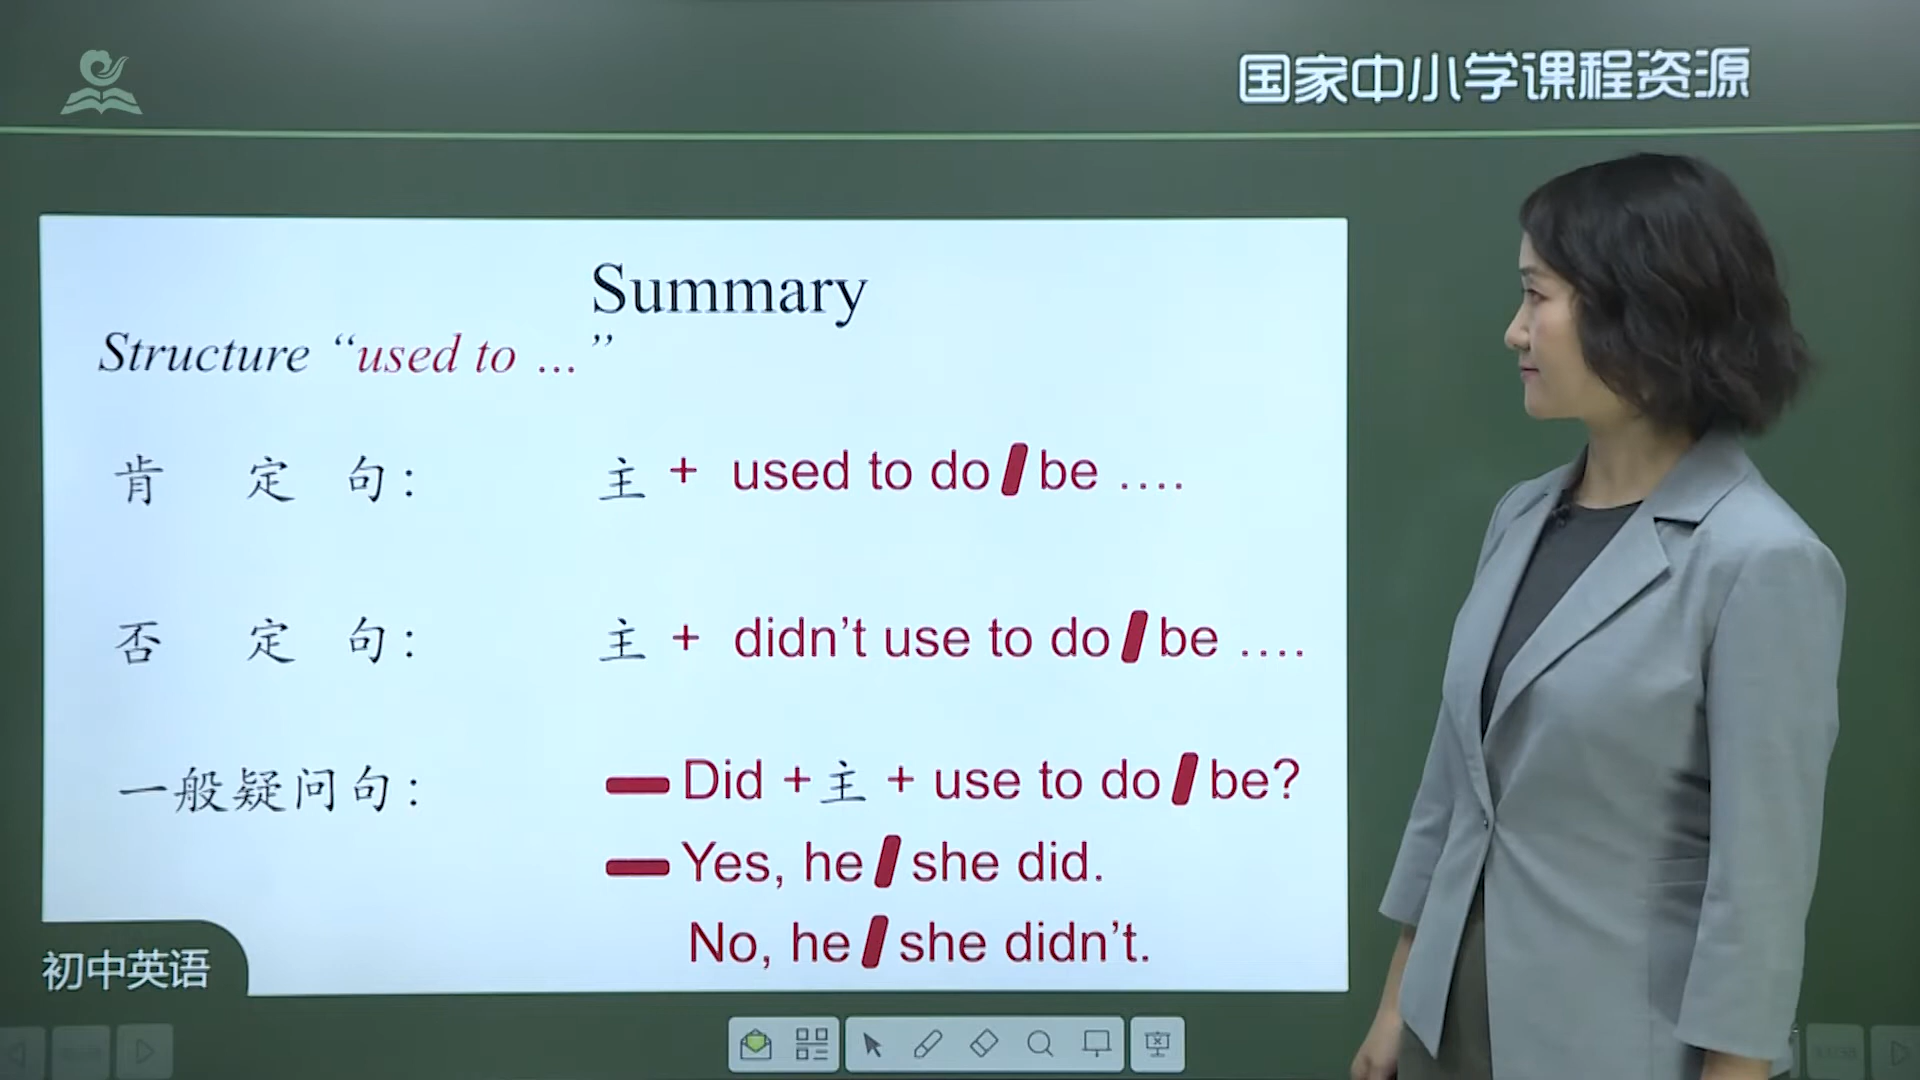 国家中小学课程资源
Summary
Structure “used to …”
肯定句： 主 + used to do/be ….
否定句： 主 + didn’t use to do/be ….
一般疑问句： —Did +主 + use to do/be?
—Yes, he/she did.
No, he/she didn’t.
初中英语